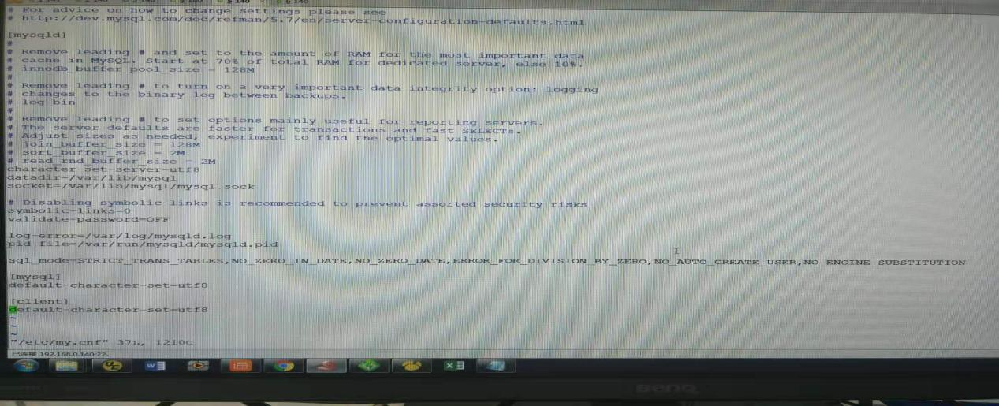 # For advice on how to change settings please see
# http://dev.mysql.com/doc/refman/5.7/en/server-configuration-defaults.html
[mysqld]
#
# Remove leading # and set to the amount of RAM for the most important data
# cache in MySQL. Start at 70% of total RAM for dedicated server, else 10%.
# innodb_buffer_pool_size = 128M
#
# Remove leading # to turn on a very important data integrity option: logging
# changes to the binary log between backups.
# log_bin
#
# Remove leading # to set options mainly useful for reporting servers.
# The server defaults are faster for transactions and fast SELECTs.
# Adjust sizes as needed, experiment to find the optimal values.
# join_buffer_size = 128M
# sort_buffer_size = 2M
# read_rnd_buffer_size = 2M
character-set-server=utf8
datadir=/var/lib/mysql
socket=/var/lib/mysql/mysql.sock
# Disabling symbolic-links is recommended to prevent assorted security risks
symbolic-links=0
validate-password=OFF
log-error=/var/log/mysqld.log
pid-file=/var/run/mysqld/mysqld.pid
sql_mode=STRICT_TRANS_TABLES,NO_ZERO_IN_DATE,NO_ZERO_DATE,ERROR_FOR_DIVISION_BY_ZERO,NO_AUTO_CREATE_USER,NO_ENGINE_SUBSTITUTION
[mysql]
default-character-set=utf8
[client]
default-character-set=utf8
~
~
~
"/etc/my.cnf" 37L, 1210C
已连接 192.168.0.140:22。
BenQ